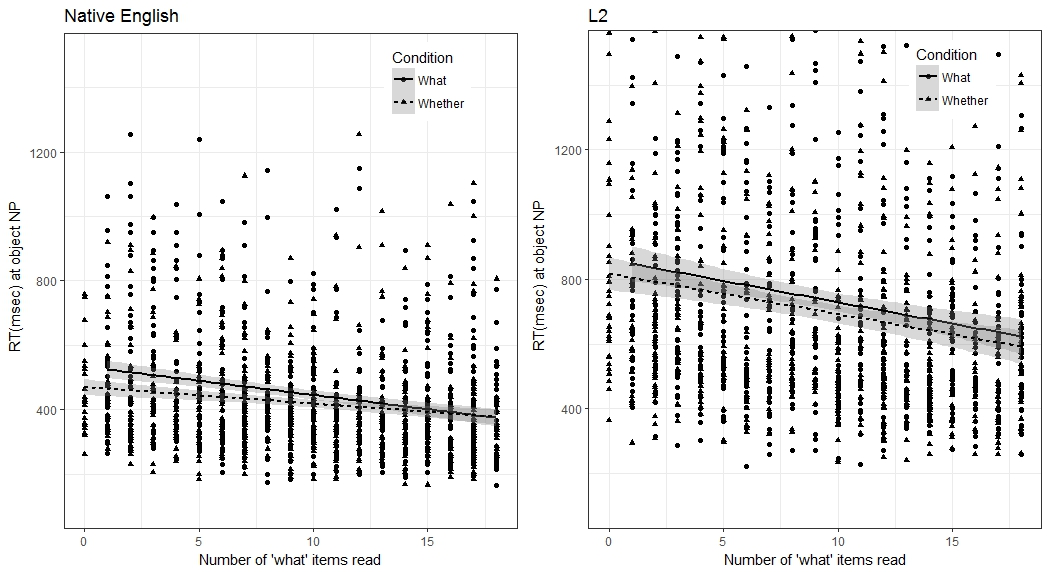 Native English
RT(msec) at object NP
1200
800
400
0
5
10
15
Number of 'what' items read
Condition
What
Whether
L2
RT(msec) at object NP
1200
800
400
0
5
10
15
Number of 'what' items read
Condition
What
Whether